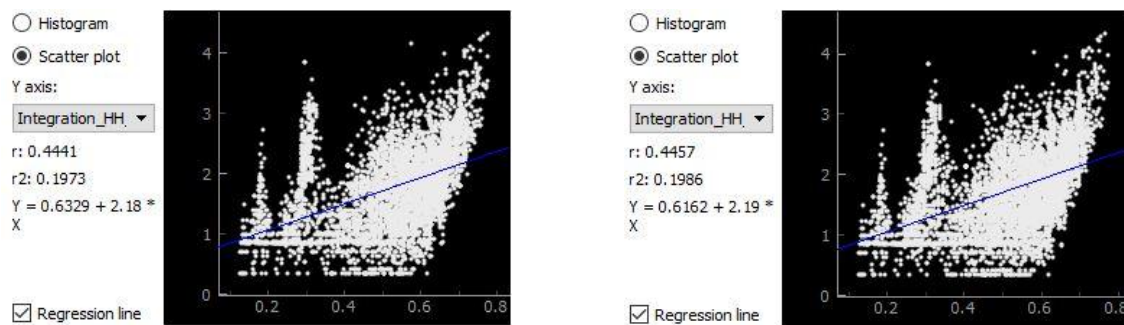 Histogram
Scatter plot
Y axis:
Integration_HH_
r: 0.4441
r2: 0.1973
Y = 0.6329 + 2.18 *
X
Regression line
4
3
2
1
0
0.2 0.4 0.6 0.8
Histogram
Scatter plot
Y axis:
Integration_HH_
r: 0.4457
r2: 0.1986
Y = 0.6162 + 2.19 *
X
Regression line
4
3
2
1
0
0.2 0.4 0.6 0.8